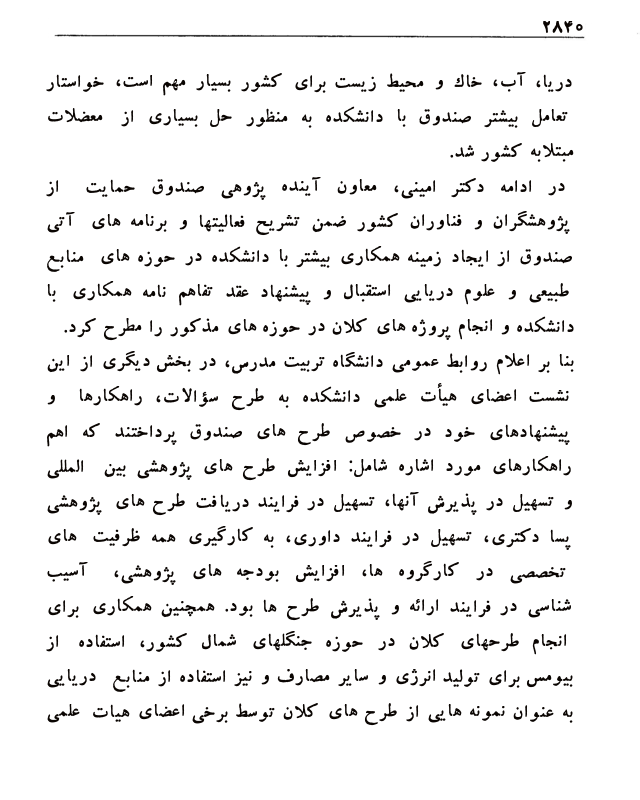 ۲۸۴۰
دریا، آب، خاك و محیط زیست برای کشور بسیار مهم است، خواستار
تعامل بیشتر صندوق با دانشکده به منظور حل بسیاری از معضلات
مبتلابه کشور شد.
در ادامه دکتر امینی، معاون آینده پژوهی صندوق حمایت از
پژوهشگران و فناوران کشور ضمن تشریح فعالیتها و برنامه های آتی
صندوق از ایجاد زمینه همکاری بیشتر با دانشکده در حوزه های منابع
طبیعی و علوم دریایی استقبال و پیشنهاد عقد تفاهم نامه همکاری با
دانشکده و انجام پروژه های کلان در حوزه های مذکور را مطرح کرد.
بنا بر اعلام روابط عمومی دانشگاه تربیت مدرس، در بخش دیگری از این
نشست اعضای هیأت علمی دانشکده به طرح سؤالات، راهکارها و
پیشنهادهای خود در خصوص طرح های صندوق پرداختند که اهم
راهکارهای مورد اشاره شامل: افزایش طرح های پژوهشی بین المللی
و تسهیل در پذیرش آنها، تسهیل در فرایند دریافت طرح های پژوهشی
پسا دکتری، تسهیل در فرایند داوری، به کارگیری همه ظرفیت های
تخصصی در کارگروه ها، افزایش بودجه های پژوهشی، آسیب
شناسی در فرایند ارائه و پذیرش طرح ها بود. همچنین همکاری برای
انجام طرحهای کلان در حوزه جنگلهای شمال کشور، استفاده از
بیومس برای تولید انرژی و سایر مصارف و نیز استفاده از منابع دریایی
به عنوان نمونه هایی از طرح های کلان توسط برخی اعضای هیات علمی